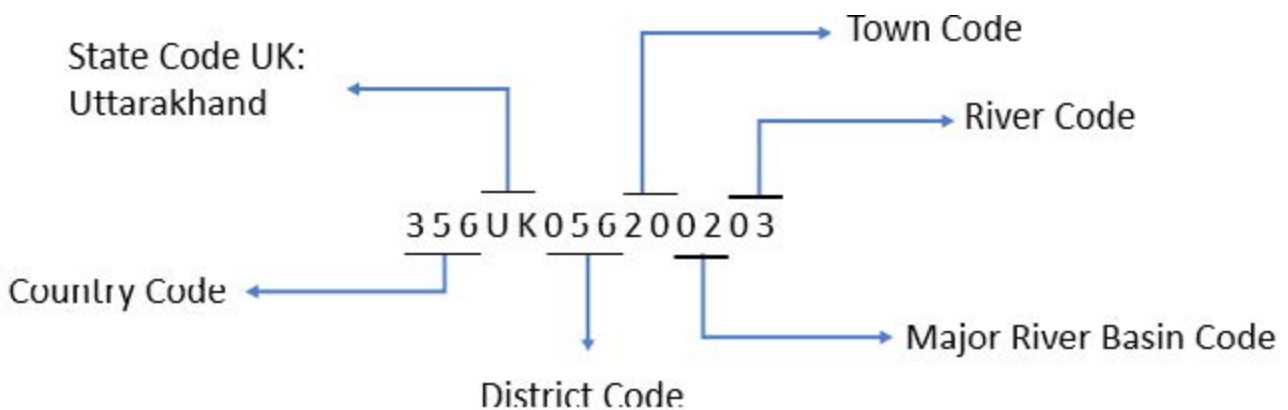 Town Code
State Code UK:
Uttarakhand
River Code
356UK056200203
Country Code
Major River Basin Code
District Code